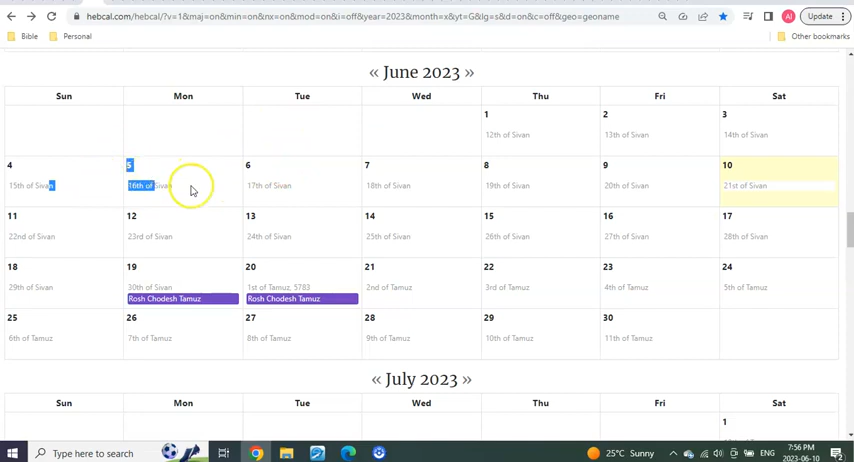 hebcal.com/hebcal/?v=1&maj=on&min=on&nx=on&mod=on&i=off&year=2023&month=x&yt=G&lg=s&d=on&c=off&geo=geoname
AI
Update
Bible
Personal
Other bookmarks
« June 2023 »
Sun Mon Tue Wed Thu Fri Sat
1 2 3
12th of Sivan 13th of Sivan 14th of Sivan
4 5 6 7 8 9 10
15th of Sivan 16th of Sivan 17th of Sivan 18th of Sivan 19th of Sivan 20th of Sivan 21st of Sivan
11 12 13 14 15 16 17
22nd of Sivan 23rd of Sivan 24th of Sivan 25th of Sivan 26th of Sivan 27th of Sivan 28th of Sivan
18 19 20 21 22 23 24
29th of Sivan 30th of Sivan 1st of Tamuz, 5783 2nd of Tamuz 3rd of Tamuz 4th of Tamuz 5th of Tamuz
Rosh Chodesh Tamuz Rosh Chodesh Tamuz
25 26 27 28 29 30
6th of Tamuz 7th of Tamuz 8th of Tamuz 9th of Tamuz 10th of Tamuz 11th of Tamuz
« July 2023 »
Sun Mon Tue Wed Thu Fri Sat
1
Type here to search
25°C Sunny
ENG
7:56 PM
2023-06-10
2